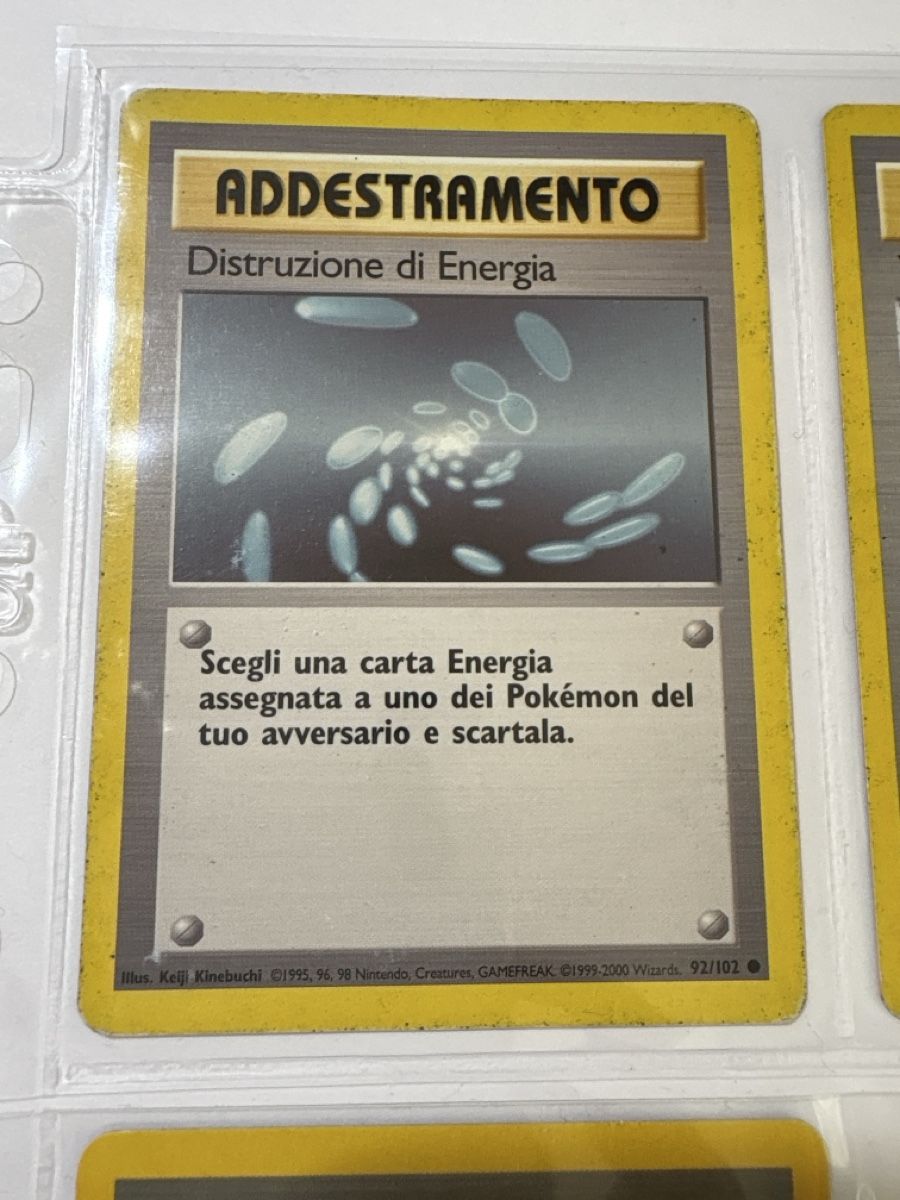 ADDESTRAMENTO
Distruzione di Energia
Scegli una carta Energia
assegnata a uno dei Pokémon del
tuo avversario e scartala.
Illus. Keiji Kinebuchi ©1995, 96, 98 Nintendo, Creatures, GAMEFREAK. ©1999-2000 Wizards. 92/102 ●